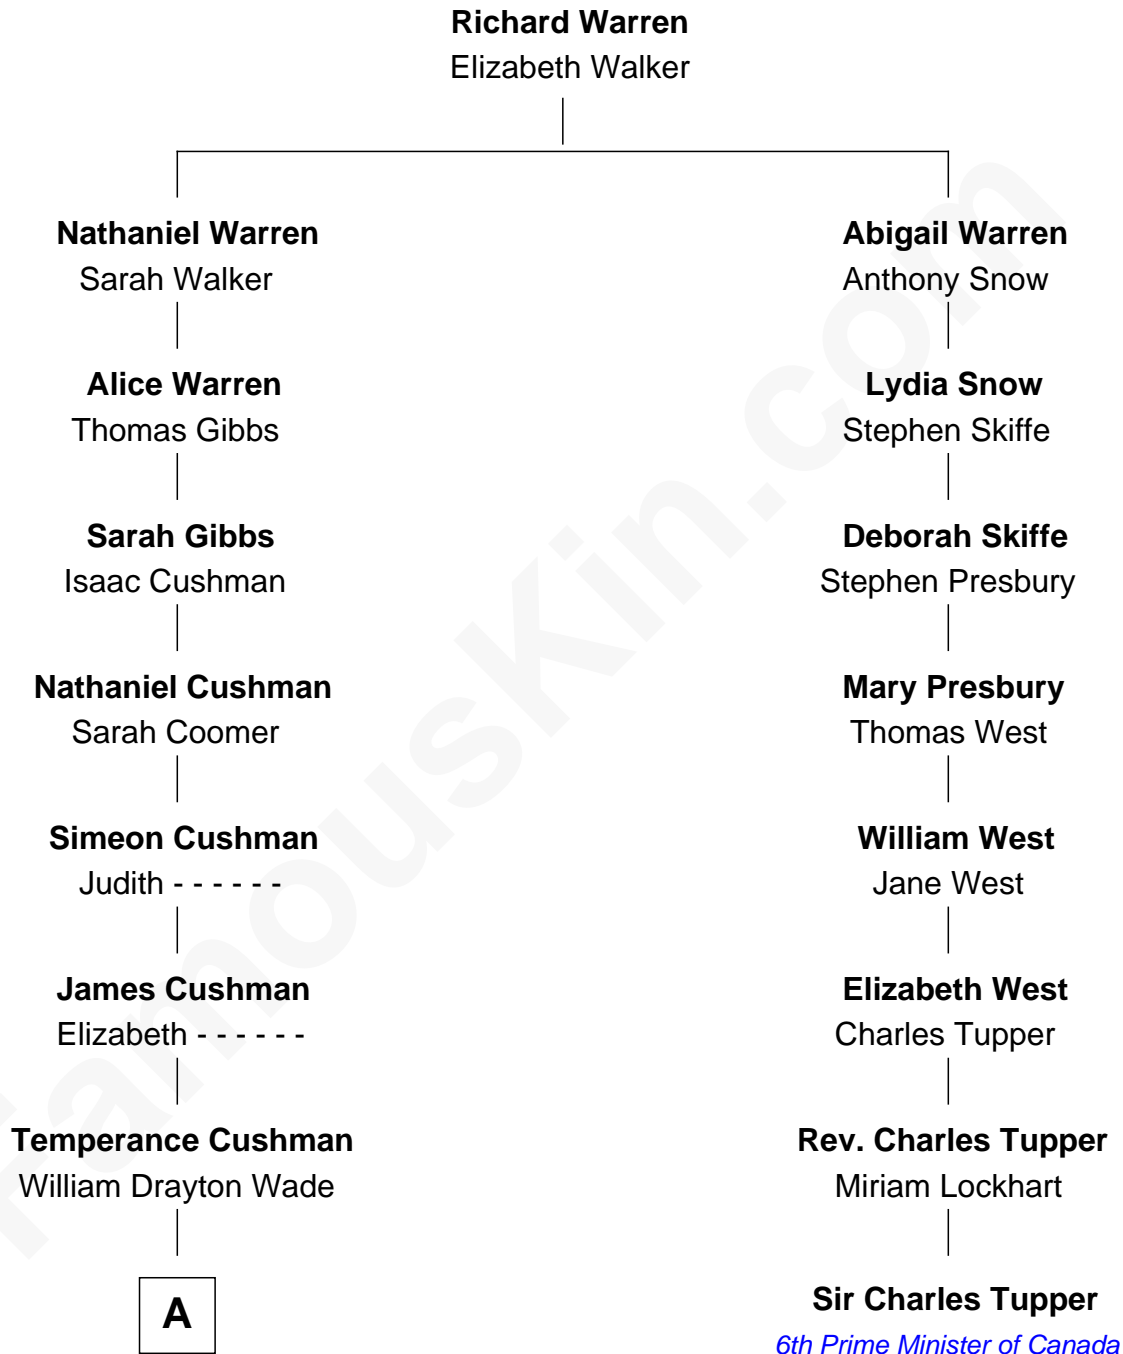 Richard Warren
Elizabeth Walker
Nathaniel Warren
Sarah Walker
Abigail Warren
Anthony Snow
Alice Warren
Thomas Gibbs
Lydia Snow
Stephen Skiffe
Sarah Gibbs
Isaac Cushman
Deborah Skiffe
Stephen Presbury
Nathaniel Cushman
Sarah Coomer
Mary Presbury
Thomas West
Simeon Cushman
Judith - - - - - -
William West
Jane West
James Cushman
Elizabeth - - - - - -
Elizabeth West
Charles Tupper
Temperance Cushman
William Drayton Wade
Rev. Charles Tupper
Miriam Lockhart
A
Sir Charles Tupper
6th Prime Minister of Canada
FamousKin.com